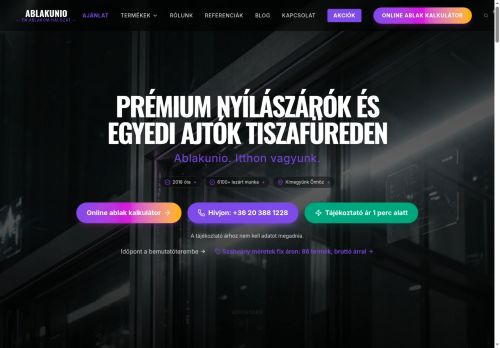 ABLAKUNIO
AJÁNLAT
TERMÉKEK
RÓLUNK
REFERENCIÁK
BLOG
KAPCSOLAT
AKCIÓK
ONLINE ABLAK KALKULÁTOR
PRÉMIUM NYÍLÁSZÁRÓK ÉS
EGYEDI AJTÓK TISZAFÜREDEN
Ablakunio. Itthon vagyunk.
2018 óta
6100+ lezárt munka
Kimegyünk Önhöz
Online ablak kalkulátor →
Hívjon: +36 20 388 1228
Tájékoztató ár 1 perc alatt
A tájékoztató árhoz nem kell adatot megadnia.
Időpont a bemutatóterembe →
Szabvány méretek fix áron: 86 termék, bruttó árral →